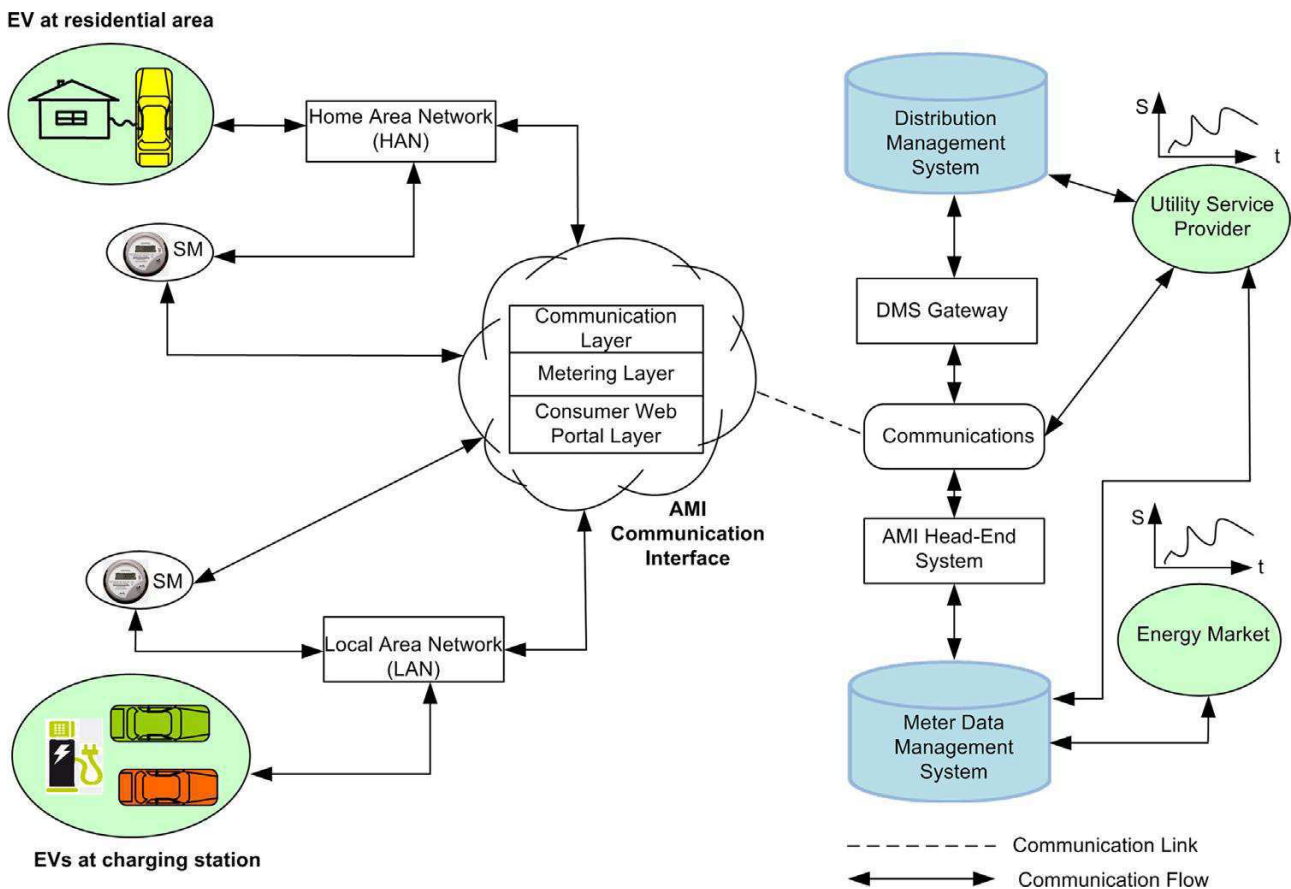 EV at residential area
Home Area Network
(HAN)
SM
Communication
Layer
Metering Layer
Consumer Web
Portal Layer
AMI
Communication
Interface
SM
Local Area Network
(LAN)
EVs at charging station
Distribution
Management
System
S
t
Utility Service
Provider
DMS Gateway
Communications
AMI Head-End
System
S
t
Energy Market
Meter Data
Management
System
Communication Link
Communication Flow